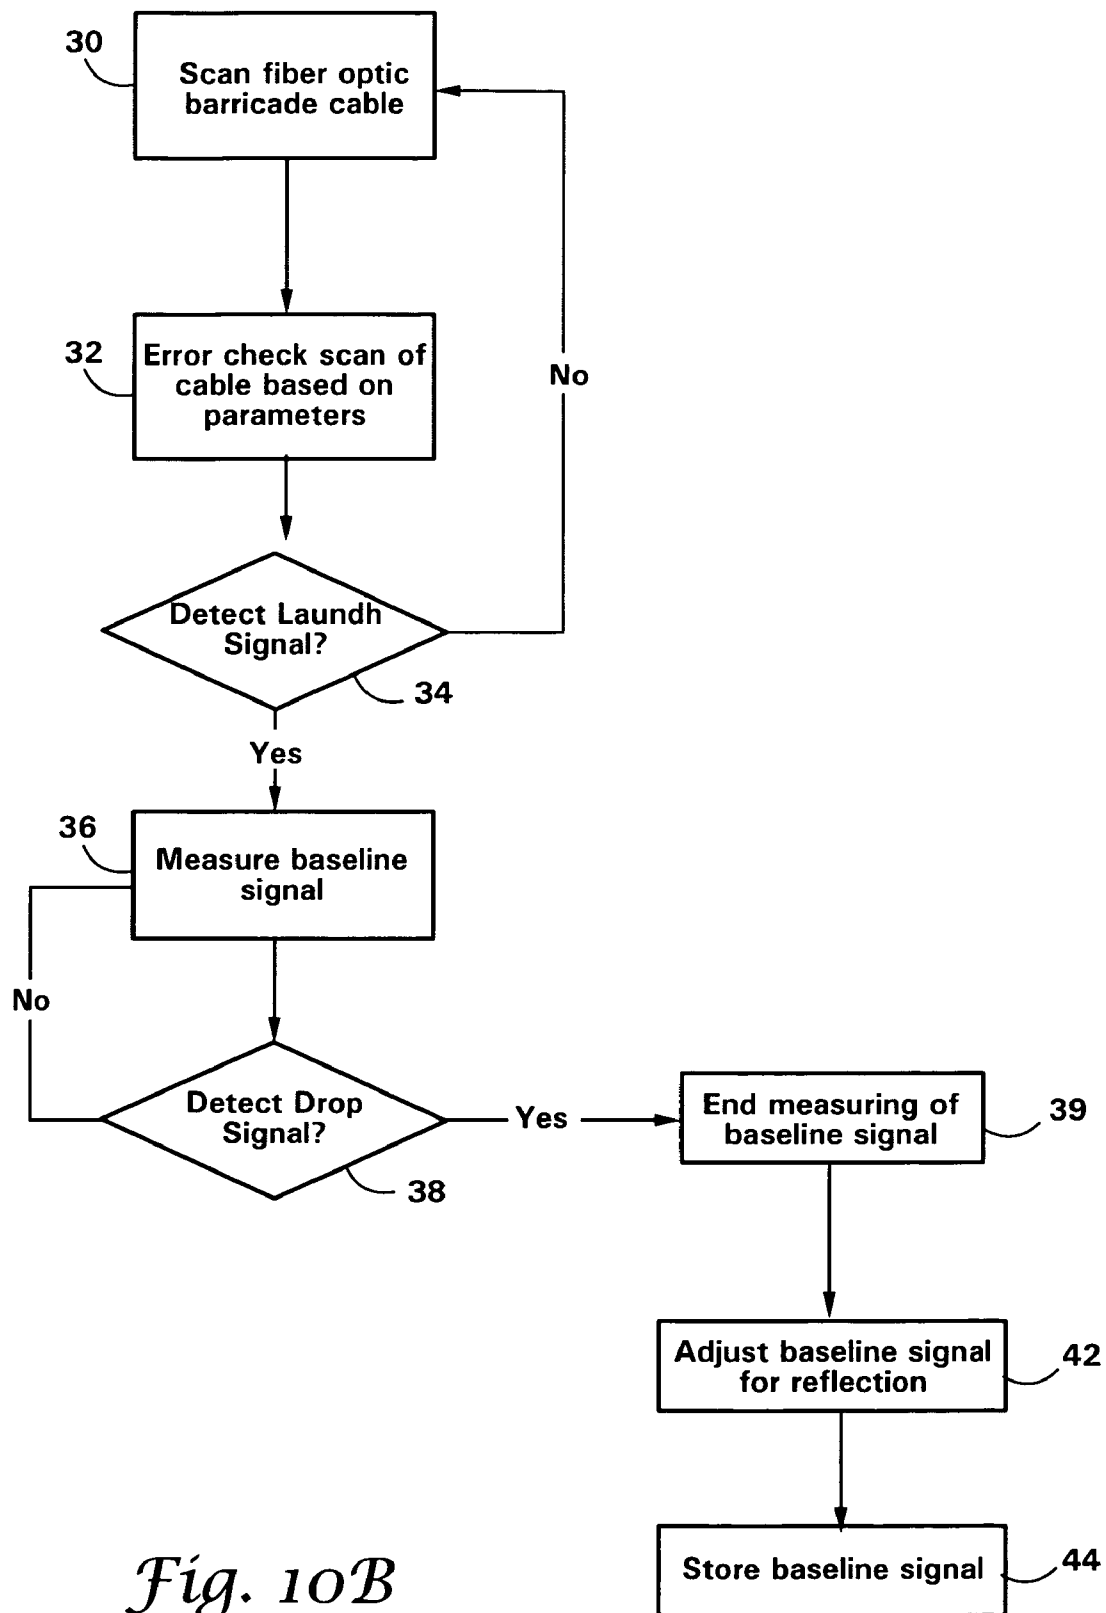 30
Scan fiber optic
barricade cable
32
Error check scan of
cable based on
parameters
No
Detect Laundh
Signal?
34
Yes
36
Measure baseline
signal
No
Detect Drop
Signal?
38
Yes
End measuring of
baseline signal
39
Adjust baseline signal
for reflection
42
Store baseline signal
44
Fig. 10B